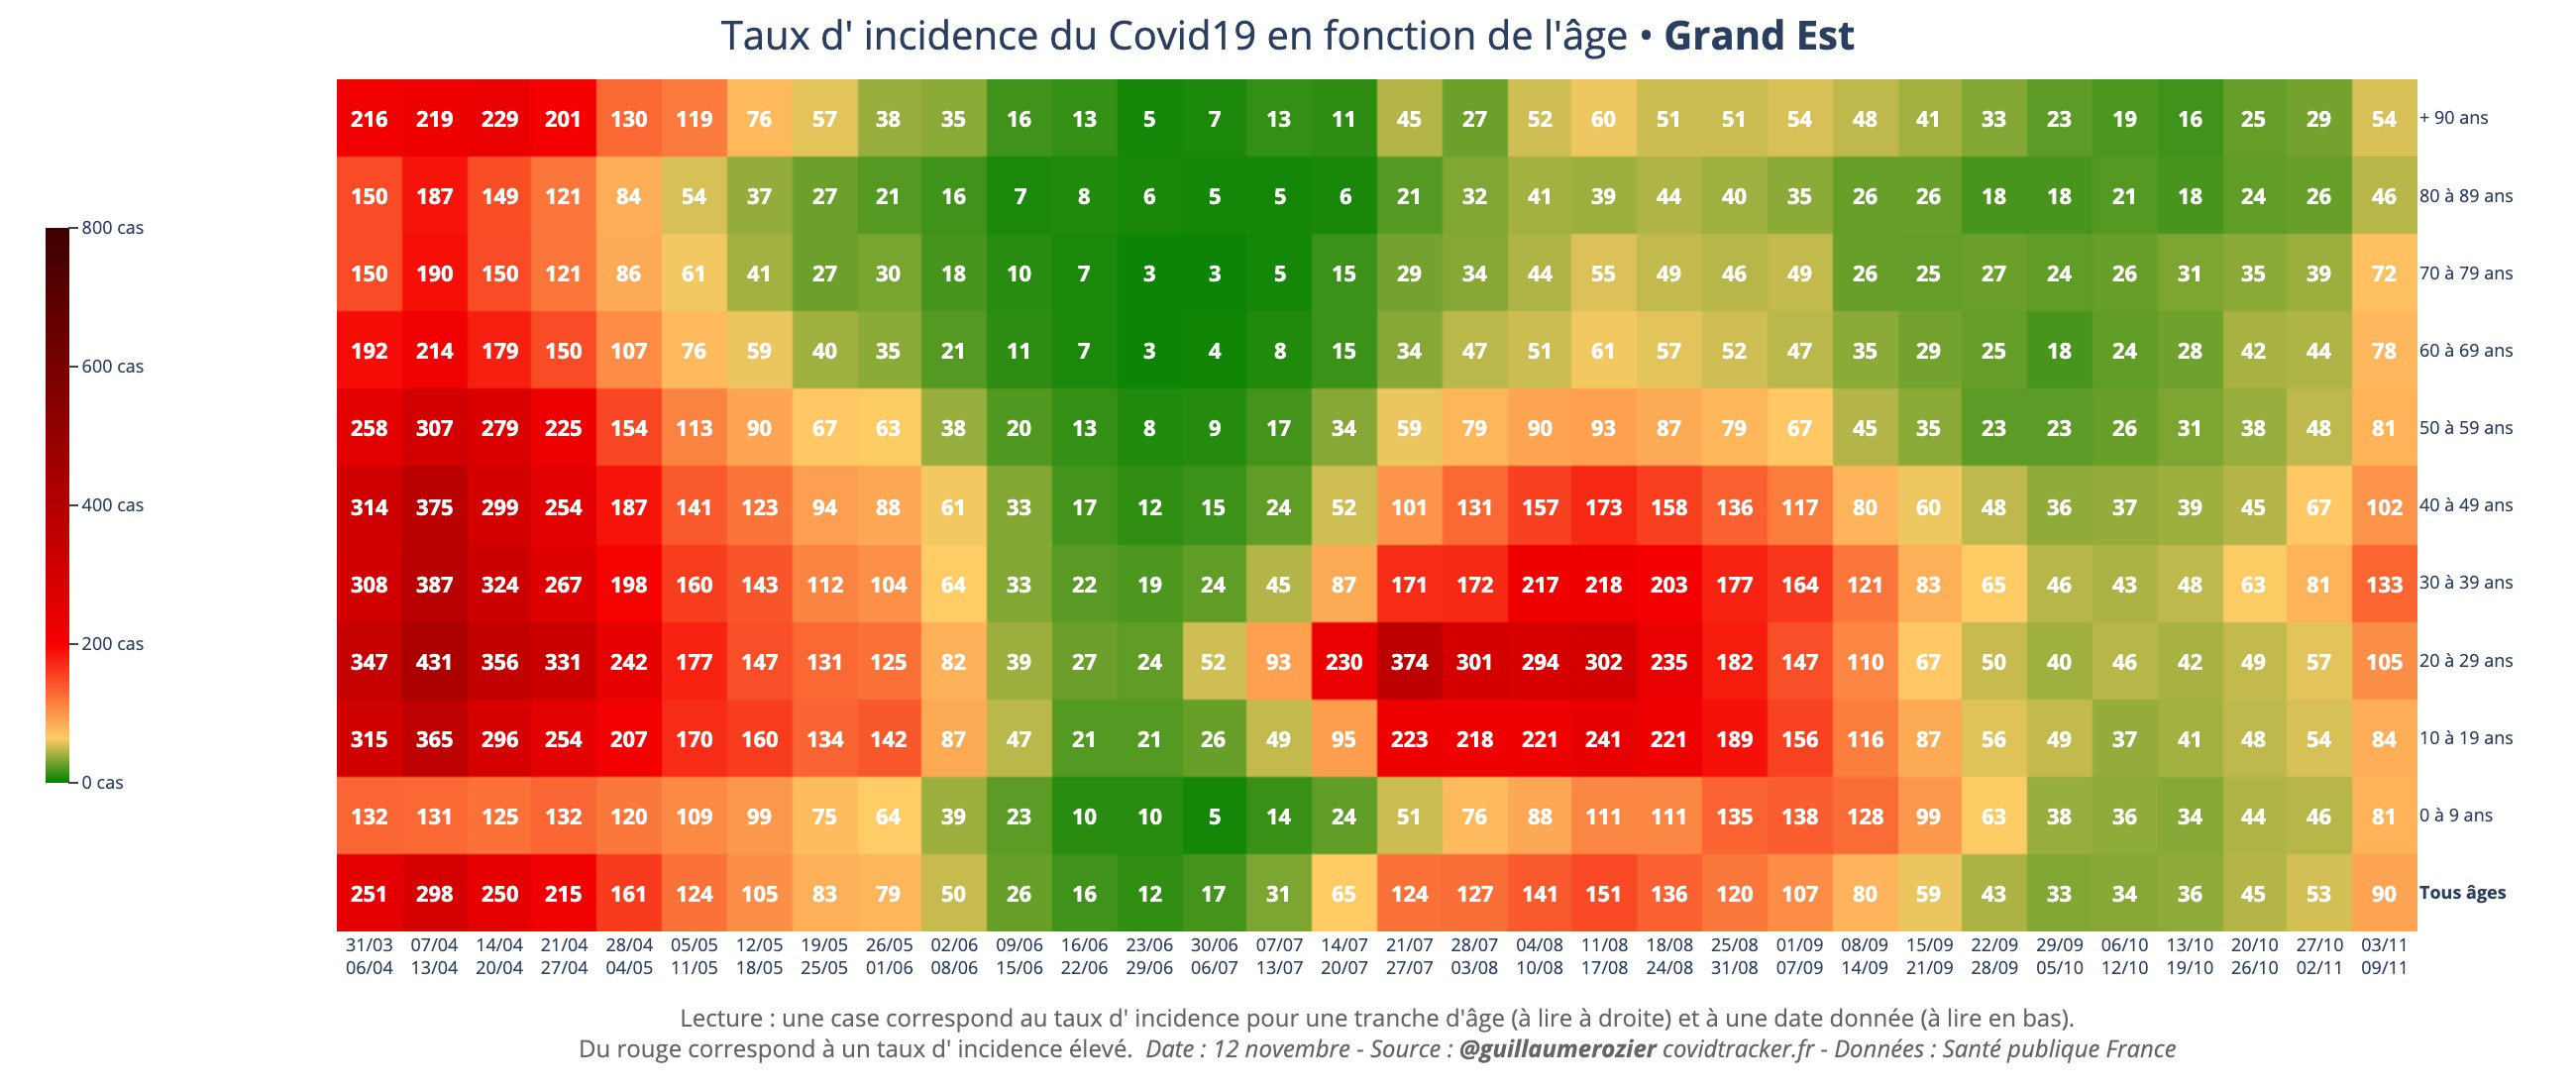 Taux d' incidence du Covid19 en fonction de l'âge • Grand Est
800 cas
600 cas
400 cas
200 cas
0 cas
216 219 229 201 130 119 76 57 38 35 16 13 5 7 13 11 45 27 52 60 51 51 54 48 41 33 23 19 16 25 29 54 + 90 ans
150 187 149 121 84 54 37 27 21 16 7 8 6 5 5 6 21 32 41 39 44 40 35 26 26 18 18 21 18 24 26 46 80 à 89 ans
150 190 150 121 86 61 41 27 30 18 10 7 3 3 5 15 29 34 44 55 49 46 49 26 25 27 24 26 31 35 39 72 70 à 79 ans
192 214 179 150 107 76 59 40 35 21 11 7 3 4 8 15 34 47 51 61 57 52 47 35 29 25 18 24 28 42 44 78 60 à 69 ans
258 307 279 225 154 113 90 67 63 38 20 13 8 9 17 34 59 79 90 93 87 79 67 45 35 23 23 26 31 38 48 81 50 à 59 ans
314 375 299 254 187 141 123 94 88 61 33 17 12 15 24 52 101 131 157 173 158 136 117 80 60 48 36 37 39 45 67 102 40 à 49 ans
308 387 324 267 198 160 143 112 104 64 33 22 19 24 45 87 171 172 217 218 203 177 164 121 83 65 46 43 48 63 81 133 30 à 39 ans
347 431 356 331 242 177 147 131 125 82 39 27 24 52 93 230 374 301 294 302 235 182 147 110 67 50 40 46 42 49 57 105 20 à 29 ans
315 365 296 254 207 170 160 134 142 87 47 21 21 26 49 95 223 218 221 241 221 189 156 116 87 56 49 37 41 48 54 84 10 à 19 ans
132 131 125 132 120 109 99 75 64 39 23 10 10 5 14 24 51 76 88 111 111 135 138 128 99 63 38 36 34 44 46 81 0 à 9 ans
251 298 250 215 161 124 105 83 79 50 26 16 12 17 31 65 124 127 141 151 136 120 107 80 59 43 33 34 36 45 53 90 Tous âges
31/03 07/04 14/04 21/04 28/04 05/05 12/05 19/05 26/05 02/06 09/06 16/06 23/06 30/06 07/07 14/07 21/07 28/07 04/08 11/08 18/08 25/08 01/09 08/09 15/09 22/09 29/09 06/10 13/10 20/10 27/10 03/11
06/04 13/04 20/04 27/04 04/05 11/05 18/05 25/05 01/06 08/06 15/06 22/06 29/06 06/07 13/07 20/07 27/07 03/08 10/08 17/08 24/08 31/08 07/09 14/09 21/09 28/09 05/10 12/10 19/10 26/10 02/11 09/11
Lecture : une case correspond au taux d' incidence pour une tranche d'âge (à lire à droite) et à une date donnée (à lire en bas).
Du rouge correspond à un taux d' incidence élevé. Date : 12 novembre - Source : @guillaumerozier covidtracker.fr - Données : Santé publique France